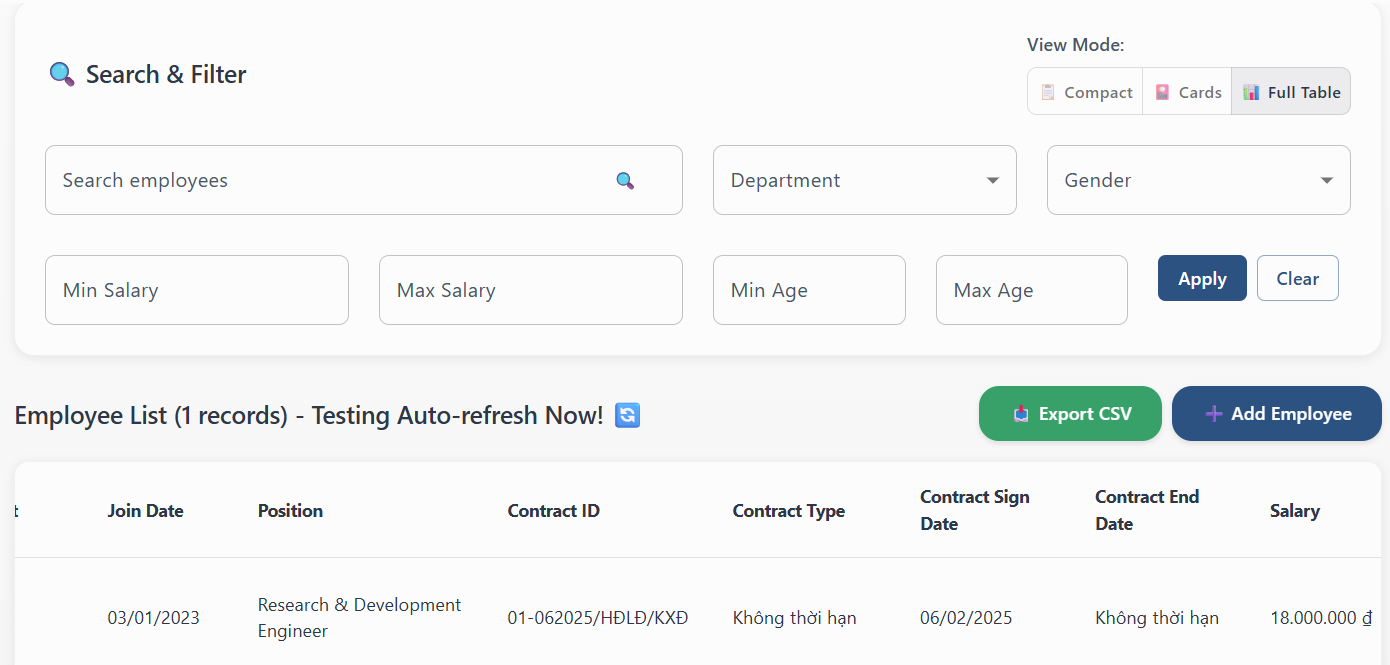 View Mode:
Search & Filter
Compact
Cards
Full Table
Search employees
Department
Gender
Min Salary
Max Salary
Min Age
Max Age
Apply
Clear
Employee List (1 records) - Testing Auto-refresh Now!
Export CSV
Add Employee
t
Join Date
Position
Contract ID
Contract Type
Contract Sign
Date
Contract End
Date
Salary
03/01/2023
Research & Development
Engineer
01-062025/HĐLĐ/KXĐ
Không thời hạn
06/02/2025
Không thời hạn
18.000.000 ₫